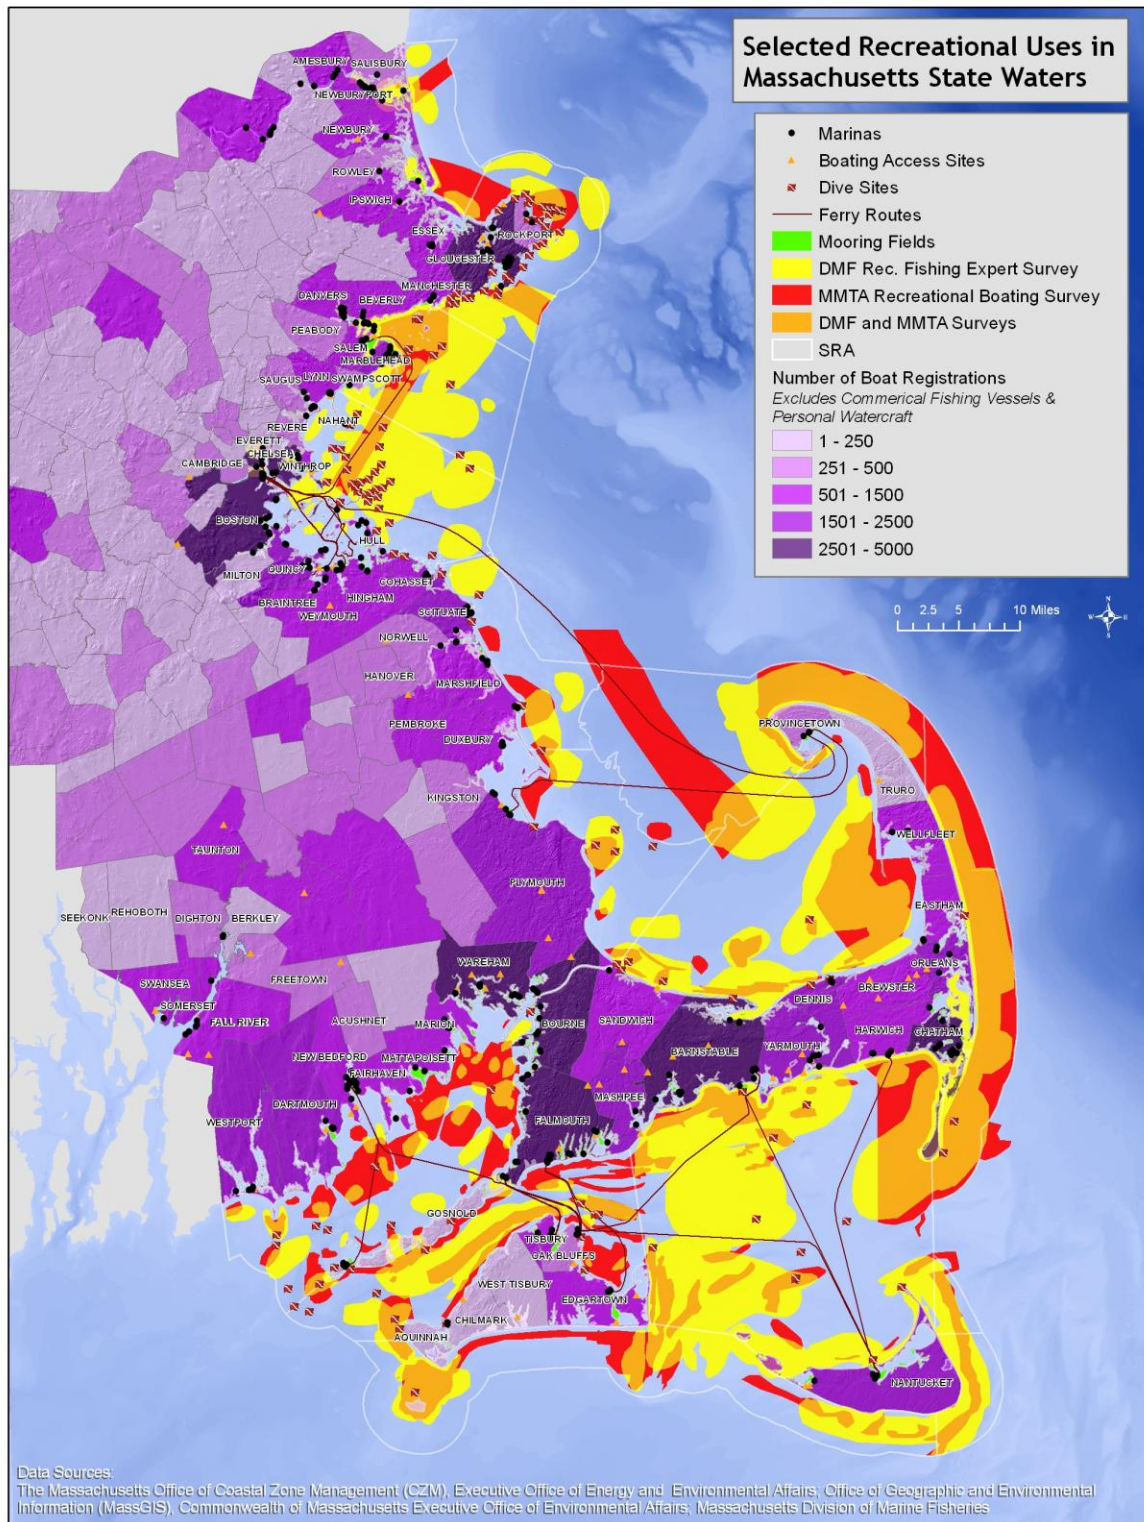 Selected Recreational Uses in
Massachusetts State Waters
Marinas
Boating Access Sites
Dive Sites
Ferry Routes
Mooring Fields
DMF Rec. Fishing Expert Survey
MMTA Recreational Boating Survey
DMF and MMTA Surveys
SRA
Number of Boat Registrations
Excludes Commerical Fishing Vessels &
Personal Watercraft
1 - 250
251 - 500
501 - 1500
1501 - 2500
2501 - 5000
0 2.5 5 10 Miles
N
W E
S
AMESBURY
SALISBURY
NEWBURYPORT
NEWBURY
ROWLEY
IPSWICH
ESSEX
ROCKPORT
GLOUCESTER
MANCHESTER
DANVERS
BEVERLY
PEABODY
SALEM
MARBLEHEAD
SAUGUS
LYNN
SWAMPSCOTT
NAHANT
REVERE
EVERETT
CHELSEA
CAMBRIDGE
WINTHROP
BOSTON
HULL
MILTON
QUINCY
COHASSET
BRAINTREE
HINGHAM
WEYMOUTH
SCITUATE
NORWELL
HANOVER
MARSHFIELD
PEMBROKE
DUXBURY
PROVINCETOWN
TRURO
KINGSTON
WELLFLEET
TAUNTON
PLYMOUTH
EASTHAM
SEEKONK
REHOBOTH
DIGHTON
BERKLEY
WAREHAM
ORLEANS
SWANSEA
FREETOWN
BREWSTER
DENNIS
SOMERSET
FALL RIVER
ACUSHNET
MARION
BOURNE
SANDWICH
HARWICH
CHATHAM
YARMOUTH
BARNSTABLE
NEW BEDFORD
MATTAPOISETT
FAIRHAVEN
MASHPEE
DARTMOUTH
WESTPORT
FALMOUTH
GOSNOLD
TISBURY
OAK BLUFFS
WEST TISBURY
EDGARTOWN
CHILMARK
AQUINNAH
NANTUCKET
Data Sources:
The Massachusetts Office of Coastal Zone Management (CZM), Executive Office of Energy and Environmental Affairs; Office of Geographic and Environmental
Information (MassGIS), Commonwealth of Massachusetts Executive Office of Environmental Affairs; Massachusetts Division of Marine Fisheries